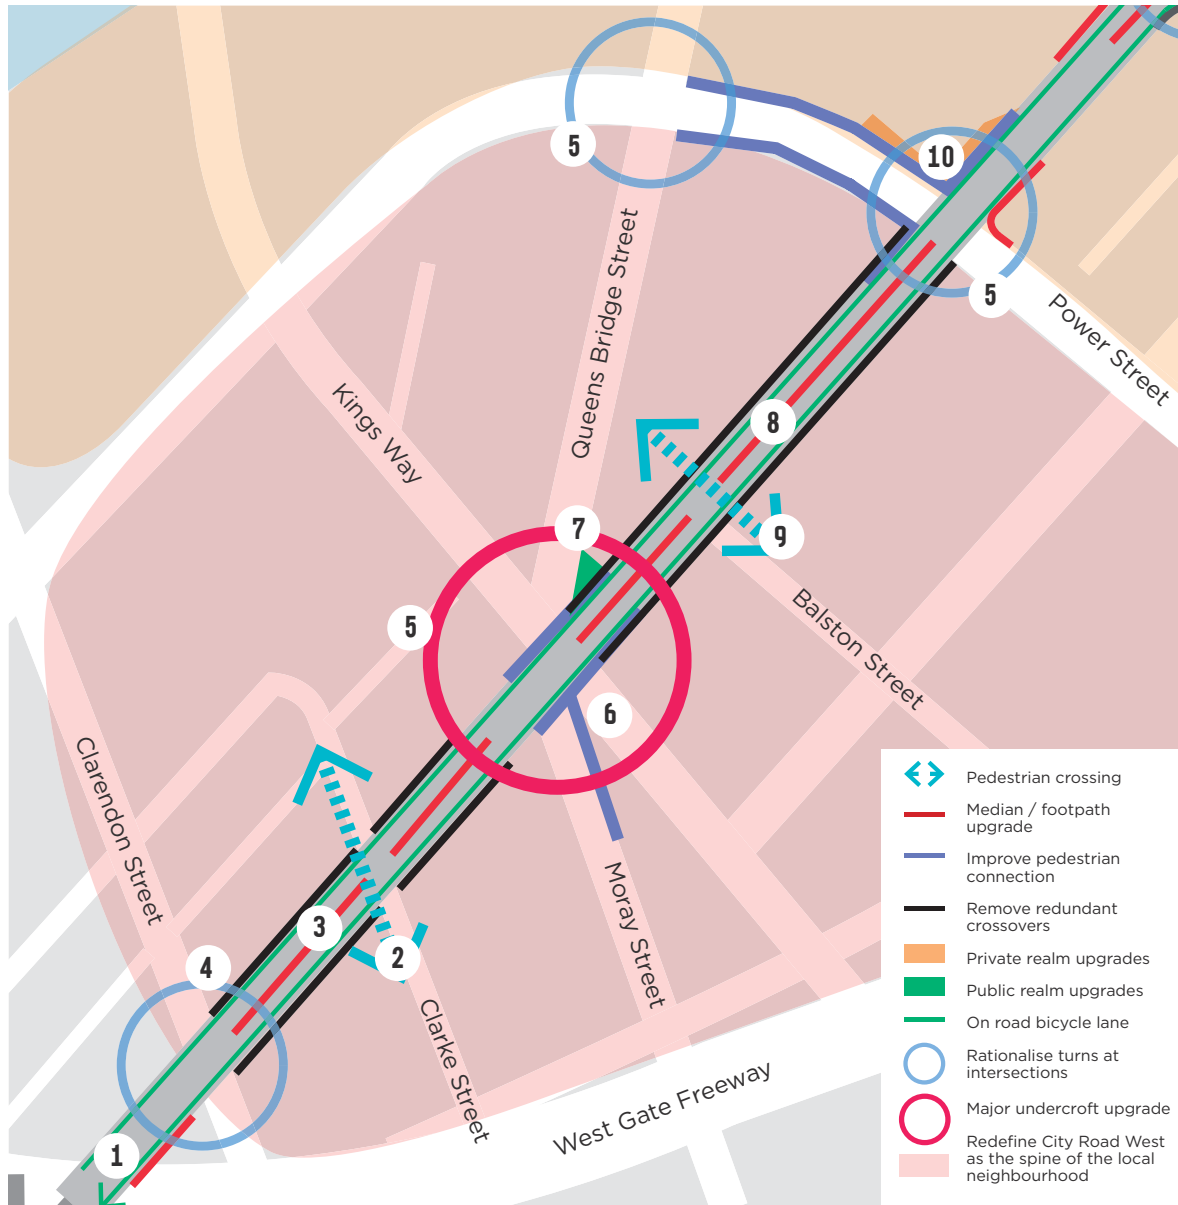 10
5
5
Power Street
Queens Bridge Street
Kings Way
8
7
9
5
Balston Street
6
Clarendon Street
3
2
4
Moray Street
Clarke Street
West Gate Freeway
1
Pedestrian crossing
Median / footpath
upgrade
Improve pedestrian
connection
Remove redundant
crossovers
Private realm upgrades
Public realm upgrades
On road bicycle lane
Rationalise turns at
intersections
Major undercroft upgrade
Redefine City Road West
as the spine of the local
neighbourhood